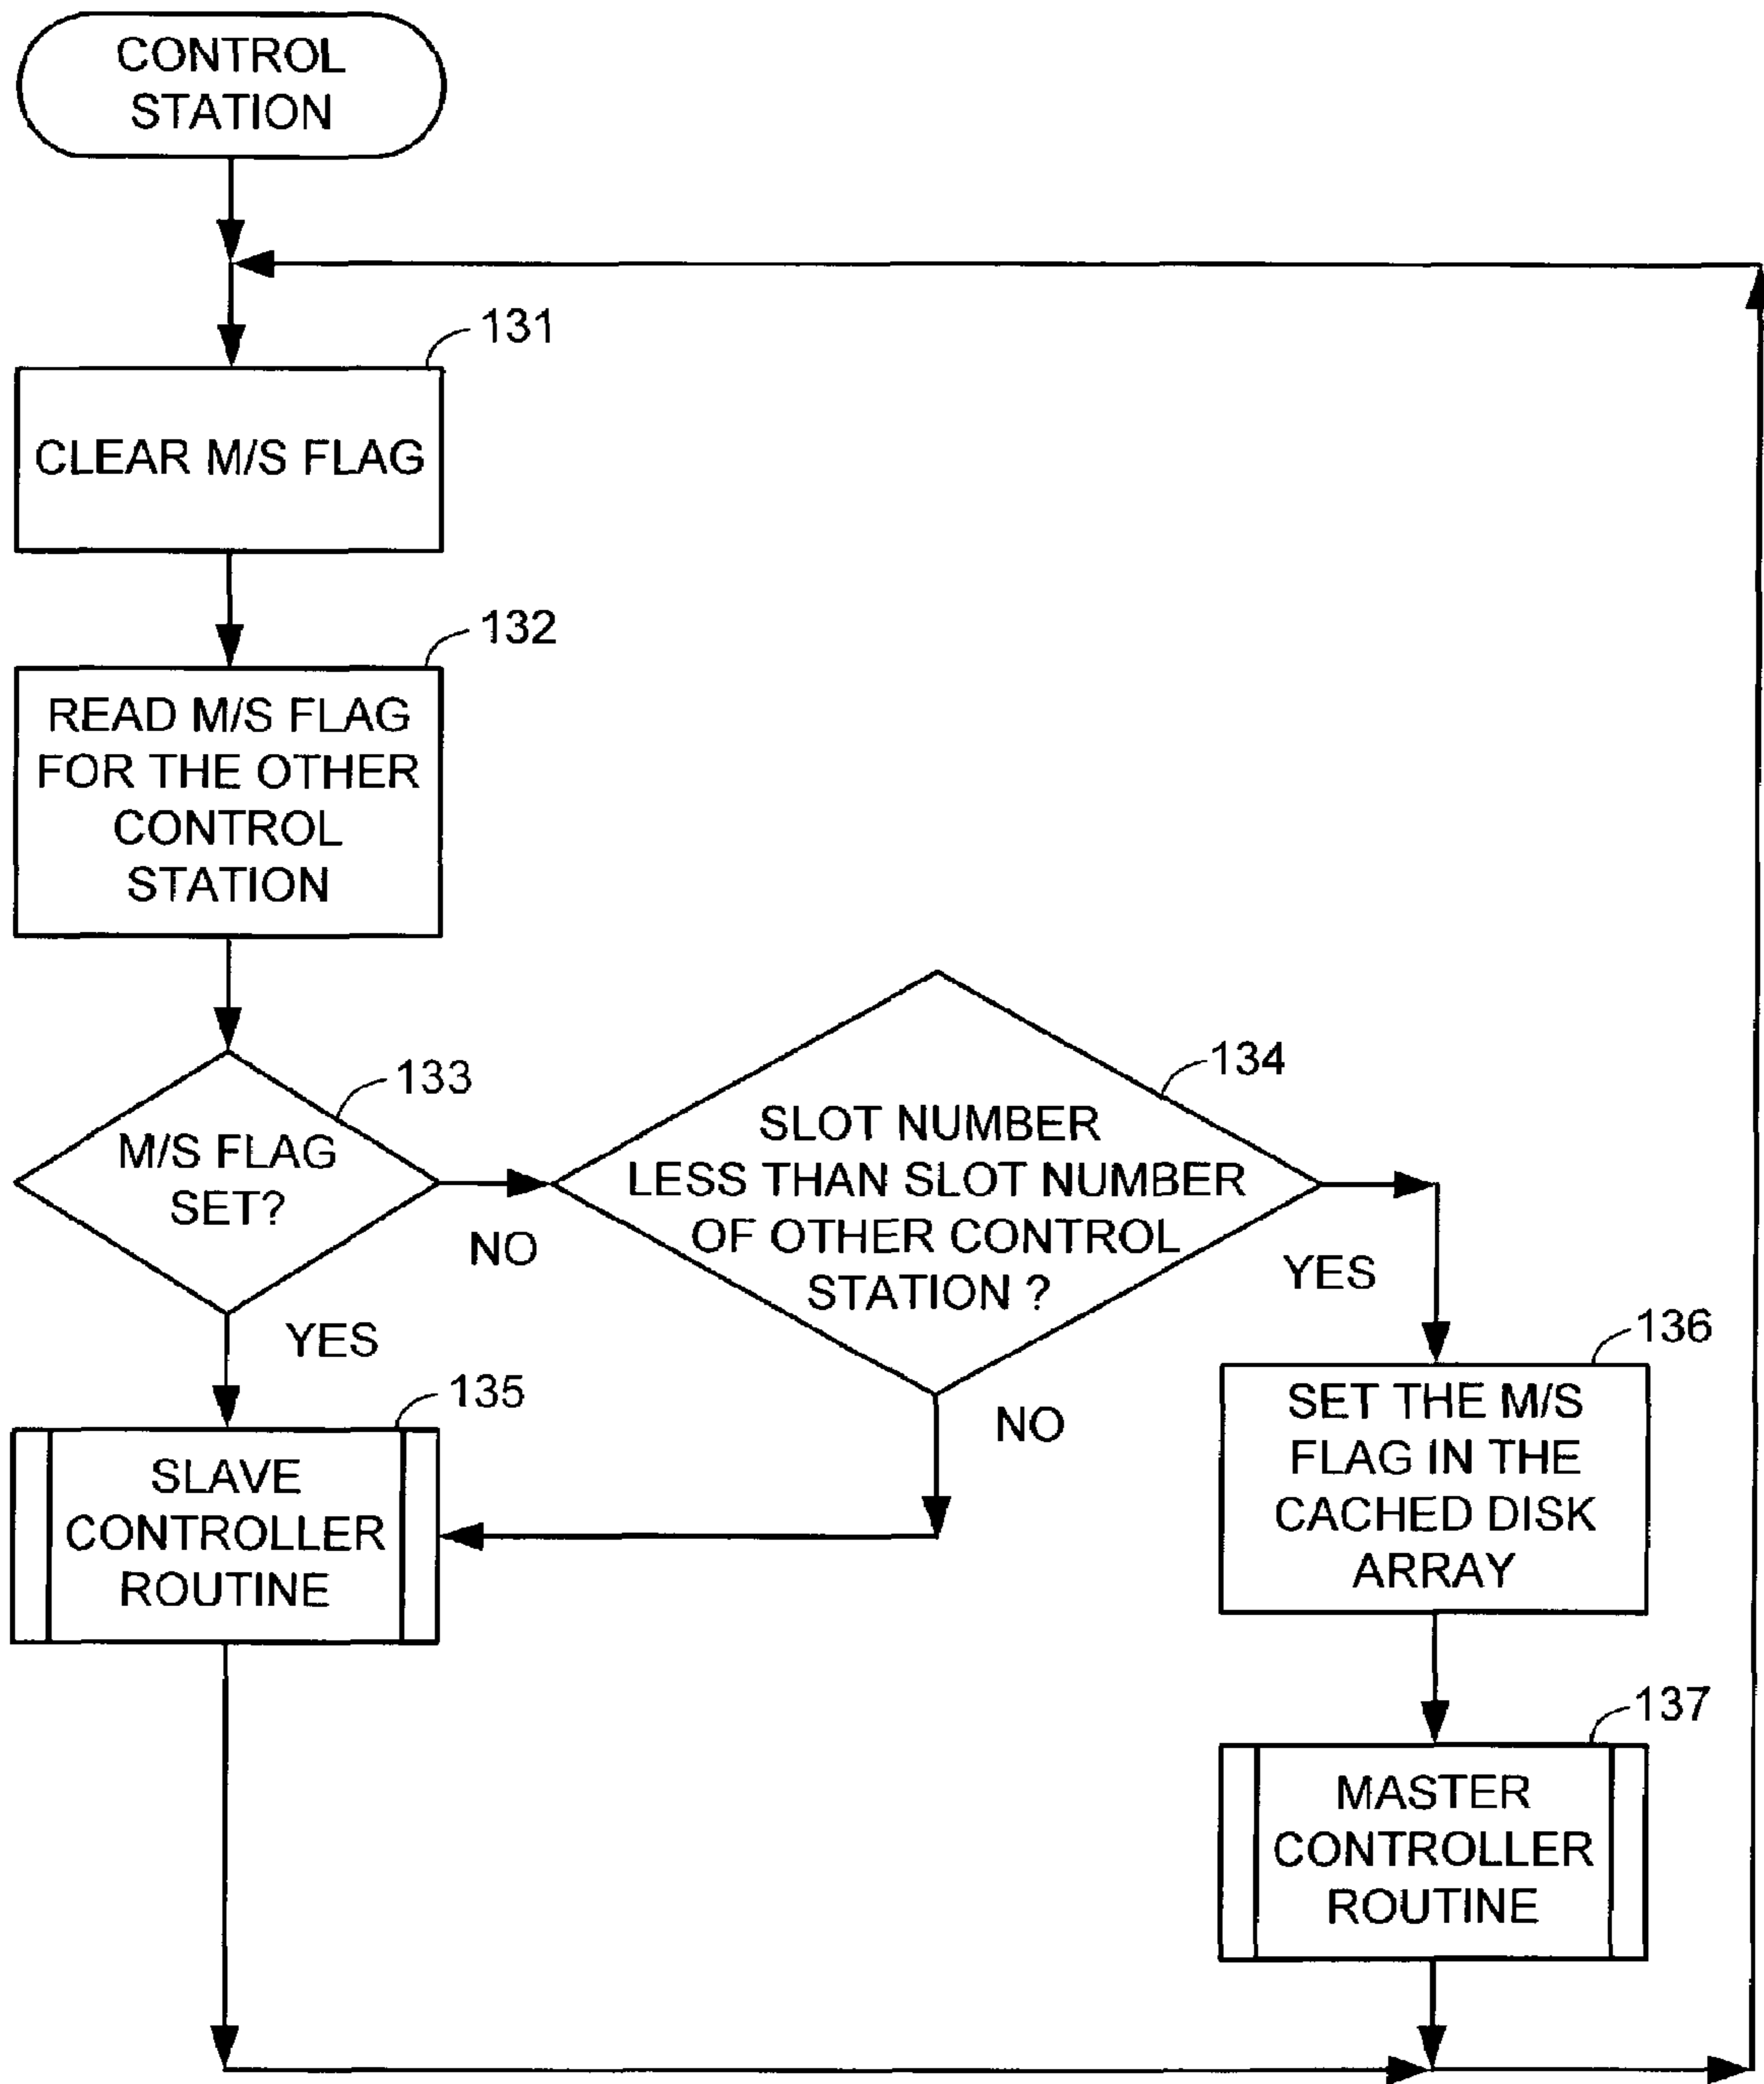 CONTROL
STATION
131
CLEAR M/S FLAG
132
READ M/S FLAG
FOR THE OTHER
CONTROL
STATION
133
M/S FLAG
SET?
NO
YES
134
SLOT NUMBER
LESS THAN SLOT NUMBER
OF OTHER CONTROL
STATION ?
YES
NO
135
SLAVE
CONTROLLER
ROUTINE
136
SET THE M/S
FLAG IN THE
CACHED DISK
ARRAY
137
MASTER
CONTROLLER
ROUTINE